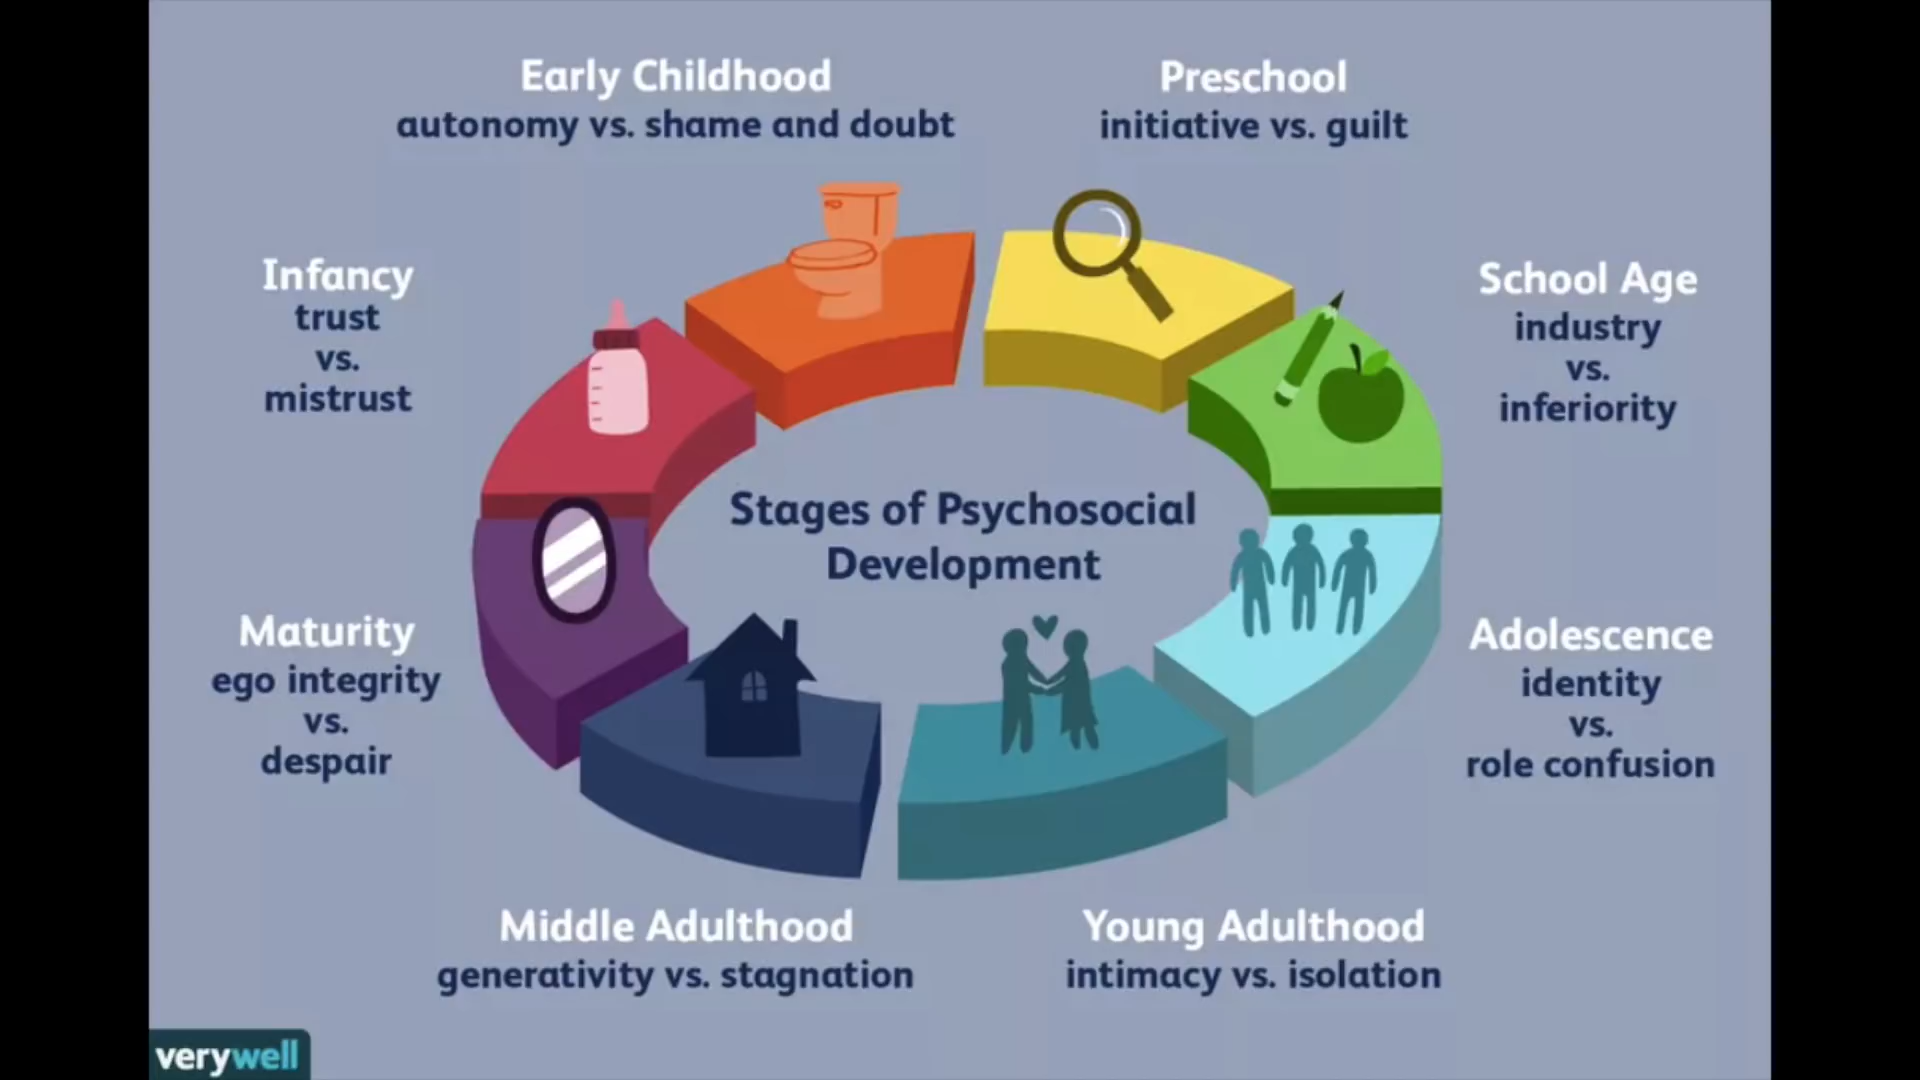 Early Childhood
autonomy vs. shame and doubt
Preschool
initiative vs. guilt
Infancy
trust
vs.
mistrust
School Age
industry
vs.
inferiority
Stages of Psychosocial
Development
Maturity
ego integrity
vs.
despair
Adolescence
identity
vs.
role confusion
Middle Adulthood
generativity vs. stagnation
Young Adulthood
intimacy vs. isolation
verywell